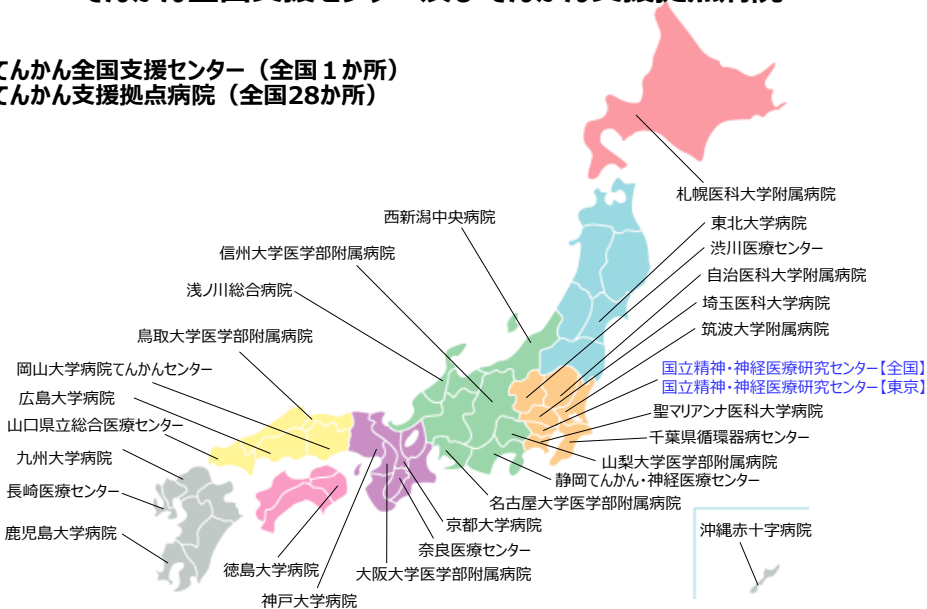 てんかん全国支援センター（全国１か所）
てんかん支援拠点病院（全国28か所）
札幌医科大学附属病院
西新潟中央病院
東北大学病院
信州大学医学部附属病院
渋川医療センター
自治医科大学附属病院
浅ノ川総合病院
埼玉医科大学病院
筑波大学附属病院
鳥取大学医学部附属病院
岡山大学病院てんかんセンター
国立精神・神経医療研究センター【全国】
国立精神・神経医療研究センター【東京】
広島大学病院
聖マリアンナ医科大学病院
山口県立総合医療センター
千葉県循環器病センター
九州大学病院
山梨大学医学部附属病院
静岡てんかん・神経医療センター
長崎医療センター
名古屋大学医学部附属病院
京都大学病院
鹿児島大学病院
沖縄赤十字病院
奈良医療センター
徳島大学病院
大阪大学医学部附属病院
神戸大学病院